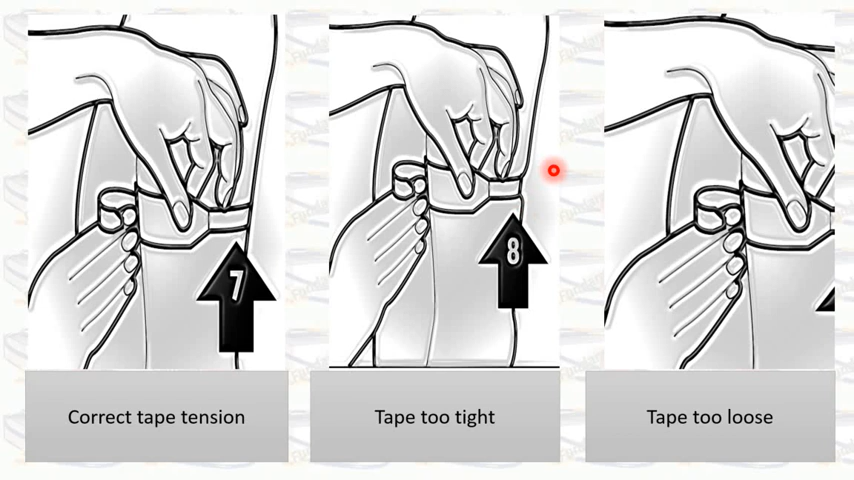 7
8
Correct tape tension
Tape too tight
Tape too loose